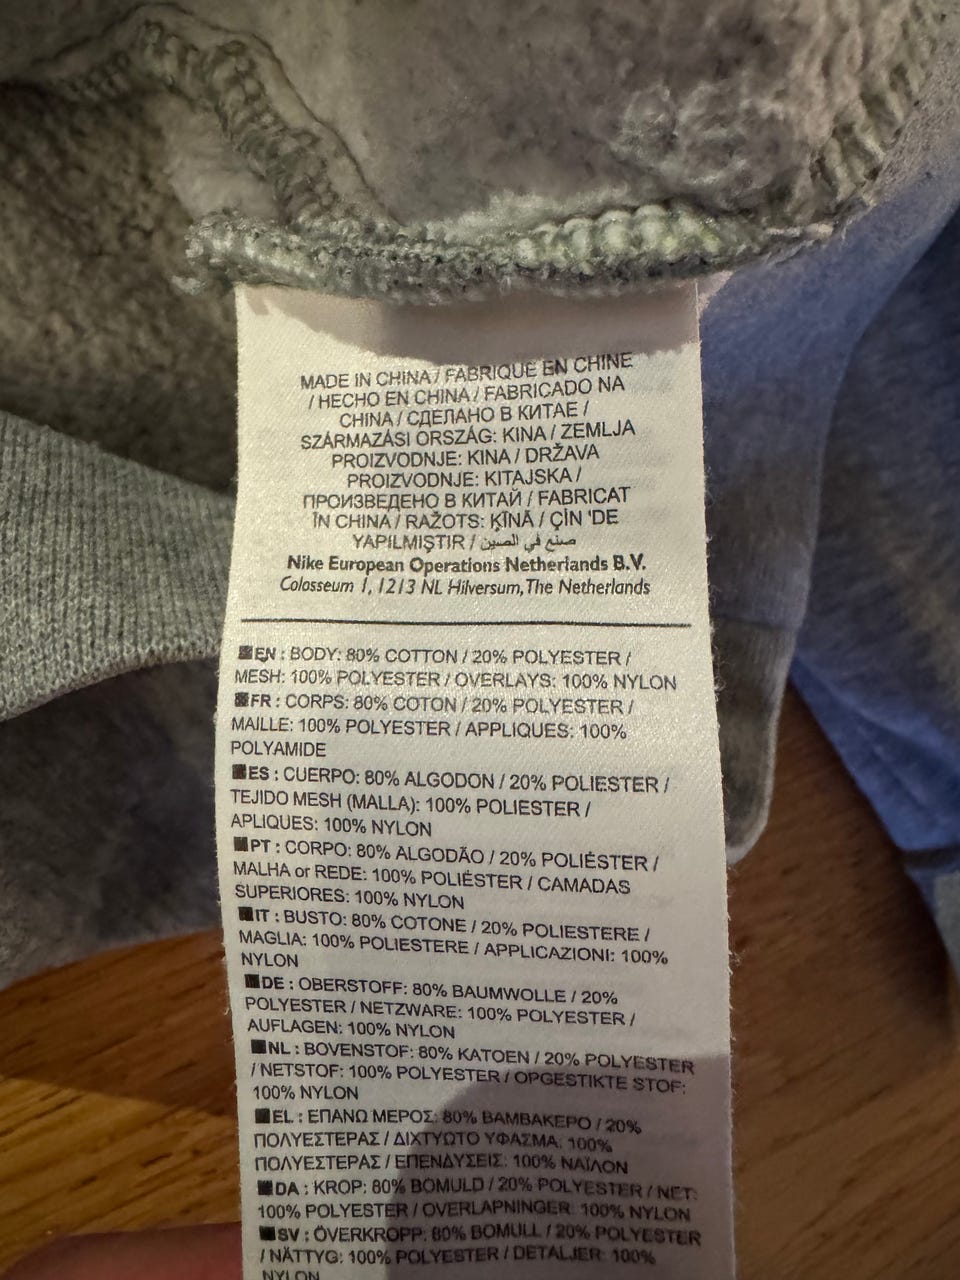 MADE IN CHINA / FABRIQUE EN CHINE
/ HECHO EN CHINA / FABRICADO NA
CHINA / СДЕЛАНО В КИТАЕ /
SZÁRMAZÁSI ORSZÁG: KINA / ZEMLJA
PROIZVODNJE: KINA / DRŽAVA
PROIZVODNJE: KITAJSKA /
ПРОИЗВЕДЕНО В КИТАЙ / FABRICAT
ÎN CHINA / RAŽOTS: ĶĪNĀ / ÇİN 'DE
YAPILMIŞTIR / صنع في الصين
Nike European Operations Netherlands B.V.
Colosseum 1, 1213 NL Hilversum, The Netherlands
EN : BODY: 80% COTTON / 20% POLYESTER /
MESH: 100% POLYESTER / OVERLAYS: 100% NYLON
FR : CORPS: 80% COTON / 20% POLYESTER /
MAILLE: 100% POLYESTER / APPLIQUES: 100%
POLYAMIDE
ES : CUERPO: 80% ALGODON / 20% POLIESTER /
TEJIDO MESH (MALLA): 100% POLIESTER /
APLIQUES: 100% NYLON
PT : CORPO: 80% ALGODÃO / 20% POLIÉSTER /
MALHA or REDE: 100% POLIÉSTER / CAMADAS
SUPERIORES: 100% NYLON
IT : BUSTO: 80% COTONE / 20% POLIESTERE /
MAGLIA: 100% POLIESTERE / APPLICAZIONI: 100%
NYLON
DE : OBERSTOFF: 80% BAUMWOLLE / 20%
POLYESTER / NETZWARE: 100% POLYESTER /
AUFLAGEN: 100% NYLON
NL : BOVENSTOF: 80% KATOEN / 20% POLYESTER
/ NETSTOF: 100% POLYESTER / OPGESTIKTE STOF:
100% NYLON
EL : ΕΠΑΝΩ ΜΕΡΟΣ: 80% ΒΑΜΒΑΚΕΡΟ / 20%
ΠΟΛΥΕΣΤΕΡΑΣ / ΔΙΧΤΥΩΤΟ ΥΦΑΣΜΑ: 100%
ΠΟΛΥΕΣΤΕΡΑΣ / ΕΠΕΝΔΥΣΕΙΣ: 100% ΝΑΪΛΟΝ
DA : KROP: 80% BOMULD / 20% POLYESTER / NET:
100% POLYESTER / OVERLAPNINGER: 100% NYLON
SV : ÖVERKROPP: 80% BOMULL / 20% POLYESTER
/ NÄTTYG: 100% POLYESTER / DETALJER: 100%
NYLON